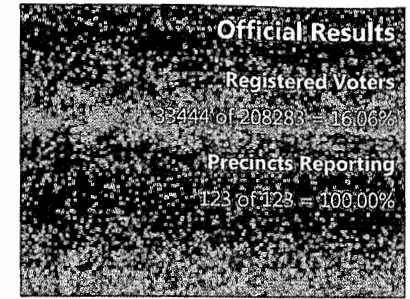 Official Results
Registered Voters
33444 of 208283 = 16.06%
Precincts Reporting
123 of 123 = 100.00%